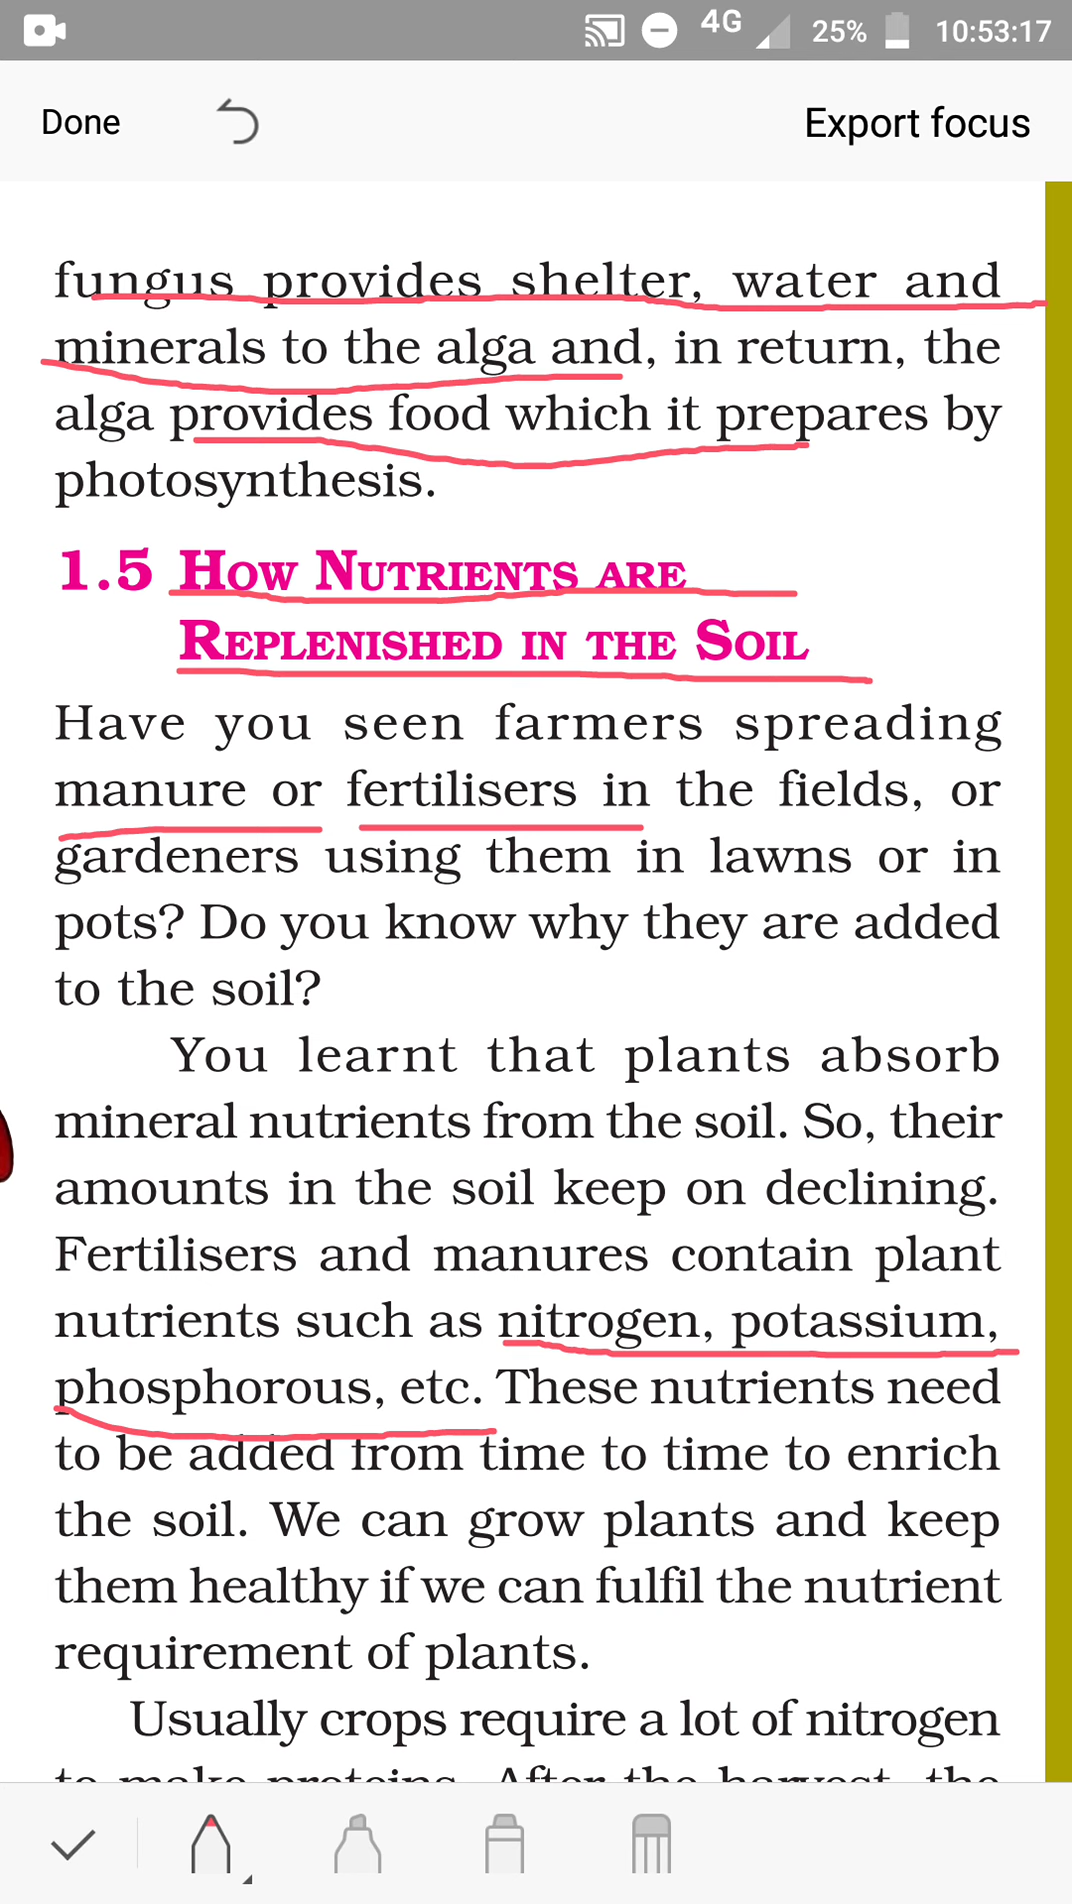 4G 25% 10:53:17
Done Export focus
fungus provides shelter, water and
minerals to the alga and, in return, the
alga provides food which it prepares by
photosynthesis.
1.5 HOW NUTRIENTS ARE
REPLENISHED IN THE SOIL
Have you seen farmers spreading
manure or fertilisers in the fields, or
gardeners using them in lawns or in
pots? Do you know why they are added
to the soil?
You learnt that plants absorb
mineral nutrients from the soil. So, their
amounts in the soil keep on declining.
Fertilisers and manures contain plant
nutrients such as nitrogen, potassium,
phosphorous, etc. These nutrients need
to be added from time to time to enrich
the soil. We can grow plants and keep
them healthy if we can fulfil the nutrient
requirement of plants.
Usually crops require a lot of nitrogen
to make proteins. After the harvest, the